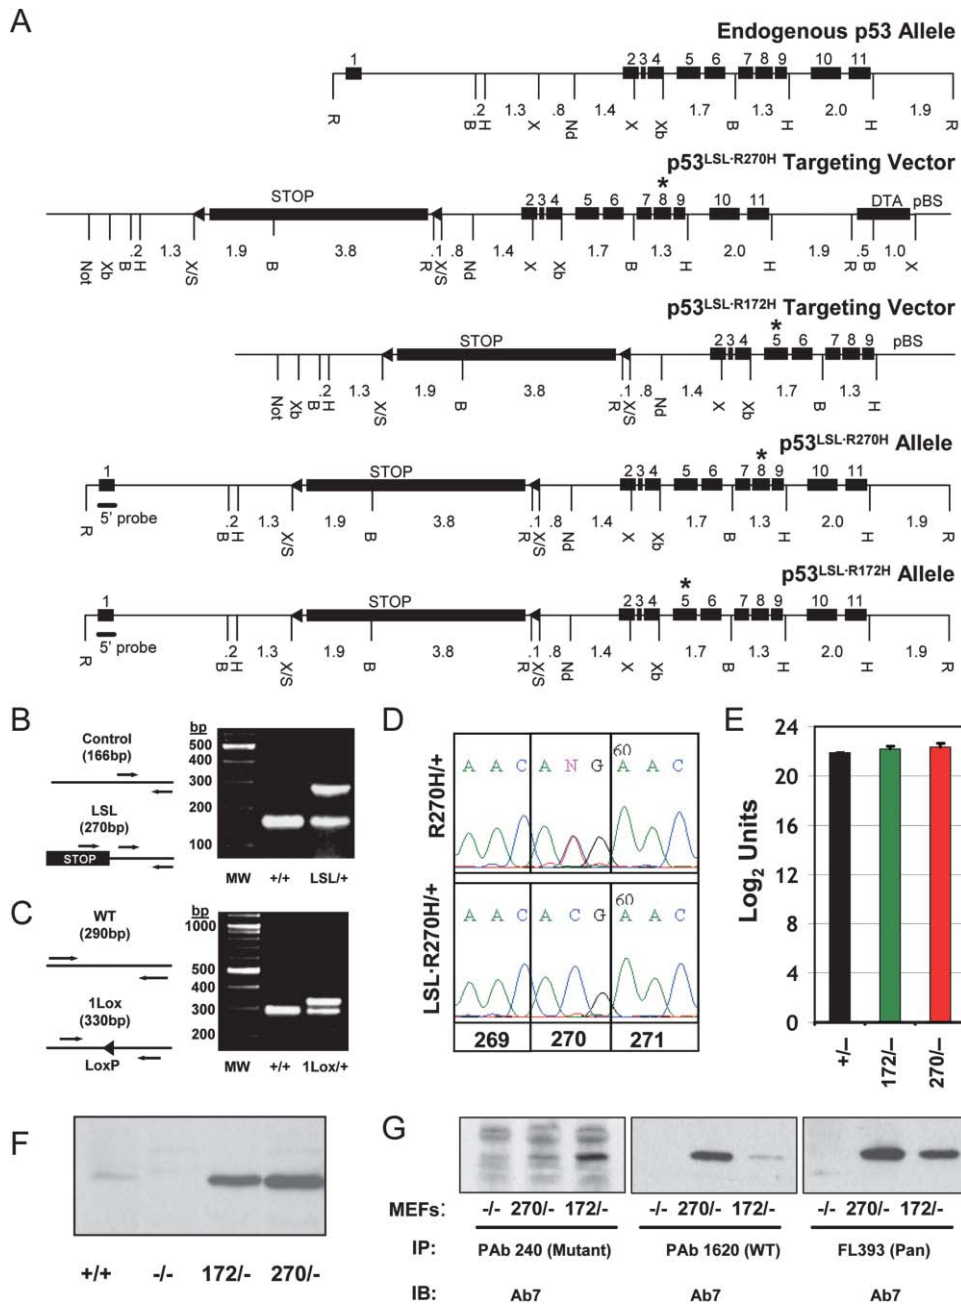 A
Endogenous p53 Allele
1 2 3 4 5 6 7 8 9 10 11
.2 1.3 .8 1.4 1.7 1.3 2.0 1.9
R B H X Nd X Xb B H H R
p53LSL·R270H Targeting Vector
*
STOP 2 3 4 5 6 7 8 9 10 11 DTA pBS
.2 1.3 1.9 3.8 .1 .8 1.4 1.7 1.3 2.0 1.9 .5 1.0
Not Xb B H X/S B R X/S Nd X Xb B H H R B X
p53LSL·R172H Targeting Vector
*
STOP 2 3 4 5 6 7 8 9 pBS
.2 1.3 1.9 3.8 .1 .8 1.4 1.7 1.3
Not Xb B H X/S B R X/S Nd X Xb B H
p53LSL·R270H Allele
*
1 STOP 2 3 4 5 6 7 8 9 10 11
5' probe .2 1.3 1.9 3.8 .1 .8 1.4 1.7 1.3 2.0 1.9
R B H X/S B R X/S Nd X Xb B H H R
p53LSL·R172H Allele
*
1 STOP 2 3 4 5 6 7 8 9 10 11
5' probe .2 1.3 1.9 3.8 .1 .8 1.4 1.7 1.3 2.0 1.9
R B H X/S B R X/S Nd X Xb B H H R
B
Control
(166bp)
LSL
(270bp)
STOP
bp
500
400
300
200
100
MW +/+ LSL/+
C
WT
(290bp)
1Lox
(330bp)
LoxP
bp
1000
500
400
300
200
MW +/+ 1Lox/+
D
R270H/+
60
A A C A N G A A C
LSL·R270H/+
60
A A C A C G A A C
269 270 271
E
Log2 Units
24
20
16
12
8
4
0
+/– 172/– 270/–
F
+/+ -/- 172/- 270/-
G
MEFs: -/- 270/- 172/- -/- 270/- 172/- -/- 270/- 172/-
IP: PAb 240 (Mutant) PAb 1620 (WT) FL393 (Pan)
IB: Ab7 Ab7 Ab7